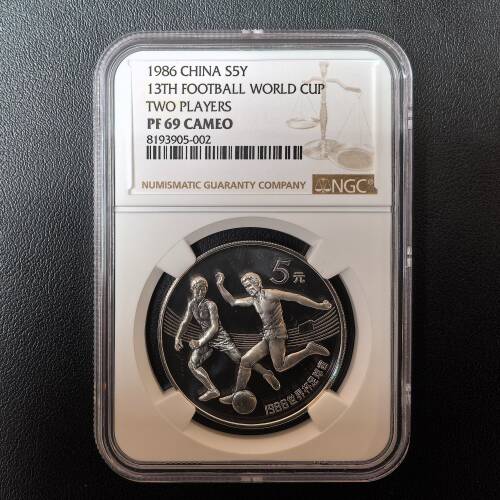 1986 CHINA S5Y
13TH FOOTBALL WORLD CUP
TWO PLAYERS
PF 69 CAMEO
8193905-002
NUMISMATIC GUARANTY COMPANY
NGC®
5元
1986世界杯足球赛